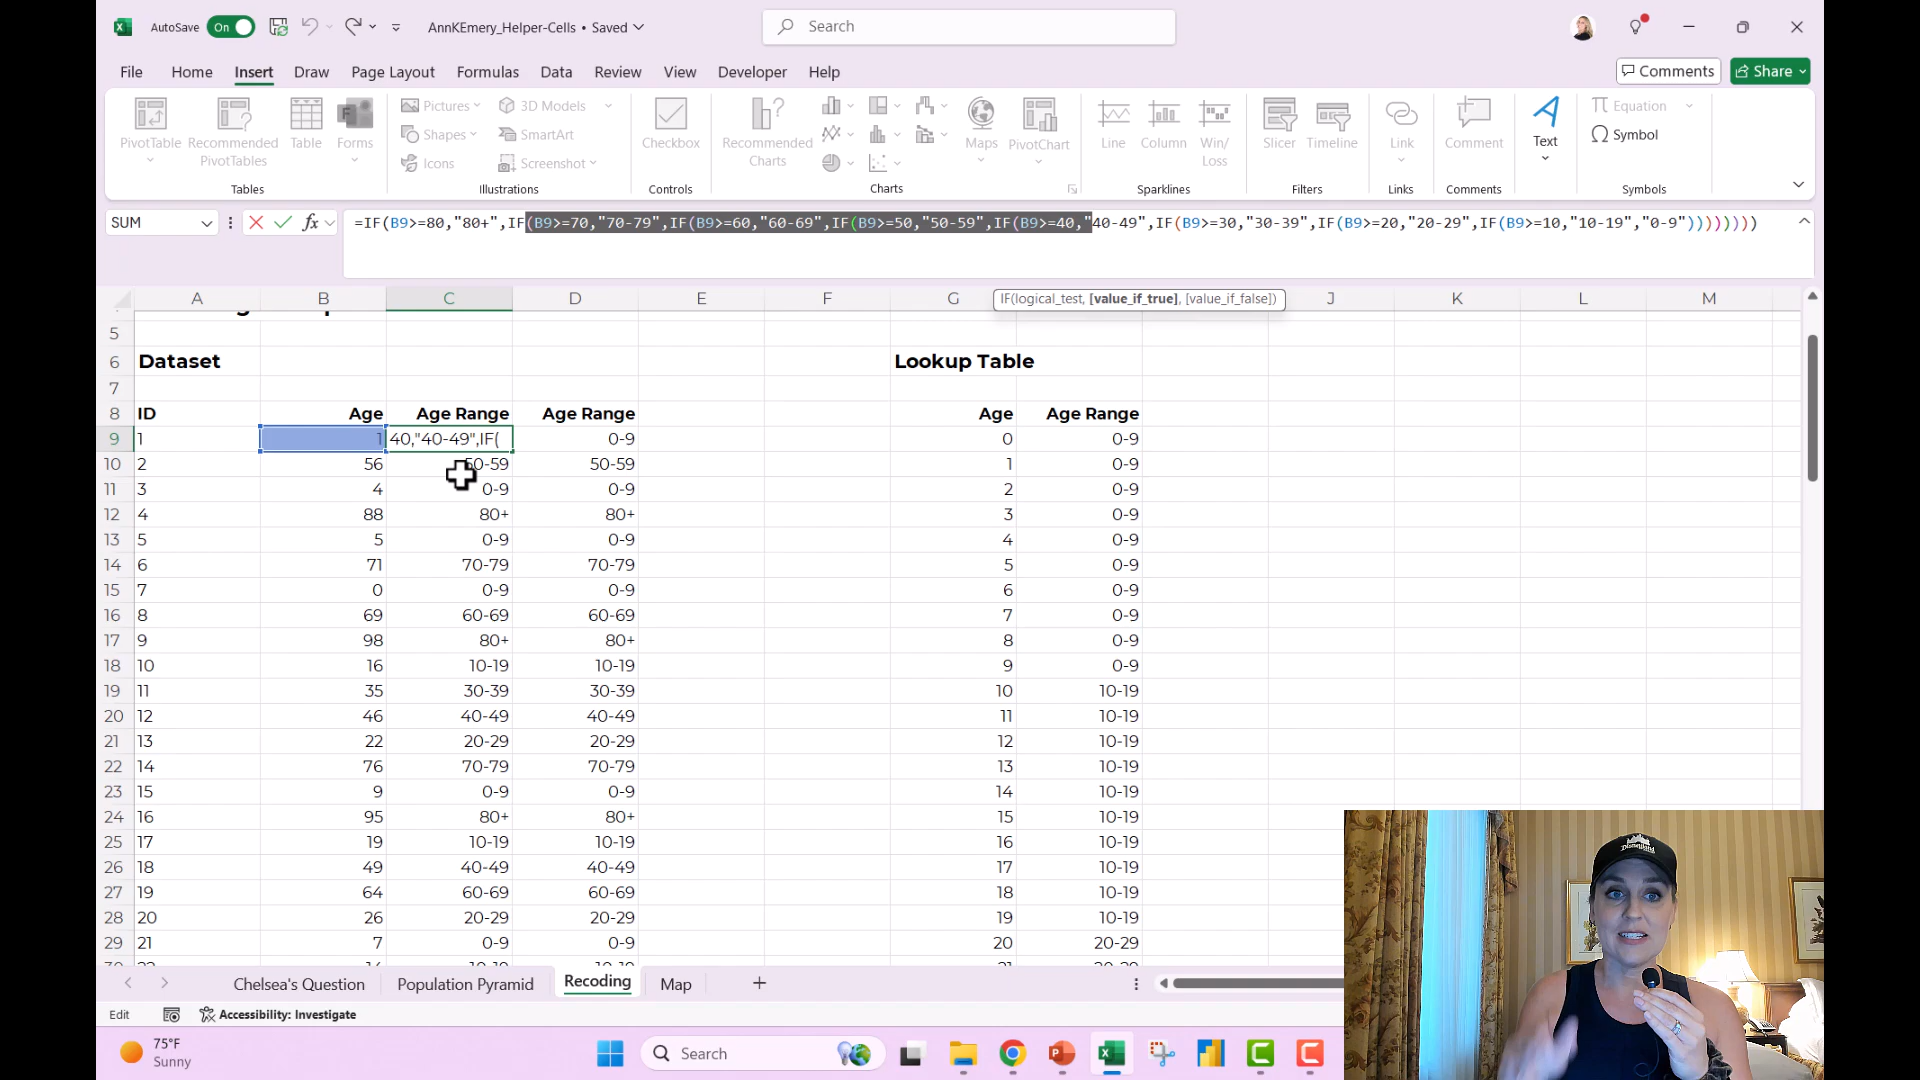 AutoSave On AnnKEmery_Helper-Cells • Saved Search
File Home Insert Draw Page Layout Formulas Data Review View Developer Help Comments Share
PivotTable Recommended PivotTables Table Forms
Tables
Pictures 3D Models
Shapes SmartArt
Icons Screenshot
Illustrations
Checkbox
Controls
Recommended Charts
Maps PivotChart
Charts
Line Column Win/Loss
Sparklines
Slicer Timeline
Filters
Link
Links
Comment
Comments
Text
Equation
Symbol
Symbols
SUM fx =IF(B9>=80,"80+",IF(B9>=70,"70-79",IF(B9>=60,"60-69",IF(B9>=50,"50-59",IF(B9>=40,"40-49",IF(B9>=30,"30-39",IF(B9>=20,"20-29",IF(B9>=10,"10-19","0-9"))))))))
IF(logical_test, [value_if_true], [value_if_false])
A B C D E F G J K L M
5
6 Dataset Lookup Table
7
8 ID Age Age Range Age Range Age Age Range
9 1 1 40,"40-49",IF( 0-9 0 0-9
10 2 56 50-59 50-59 1 0-9
11 3 4 0-9 0-9 2 0-9
12 4 88 80+ 80+ 3 0-9
13 5 5 0-9 0-9 4 0-9
14 6 71 70-79 70-79 5 0-9
15 7 0 0-9 0-9 6 0-9
16 8 69 60-69 60-69 7 0-9
17 9 98 80+ 80+ 8 0-9
18 10 16 10-19 10-19 9 0-9
19 11 35 30-39 30-39 10 10-19
20 12 46 40-49 40-49 11 10-19
21 13 22 20-29 20-29 12 10-19
22 14 76 70-79 70-79 13 10-19
23 15 9 0-9 0-9 14 10-19
24 16 95 80+ 80+ 15 10-19
25 17 19 10-19 10-19 16 10-19
26 18 49 40-49 40-49 17 10-19
27 19 64 60-69 60-69 18 10-19
28 20 26 20-29 20-29 19 10-19
29 21 7 0-9 0-9 20 20-29
Chelsea's Question Population Pyramid Recoding Map
Edit Accessibility: Investigate
75°F
Sunny
Search
Disneyland